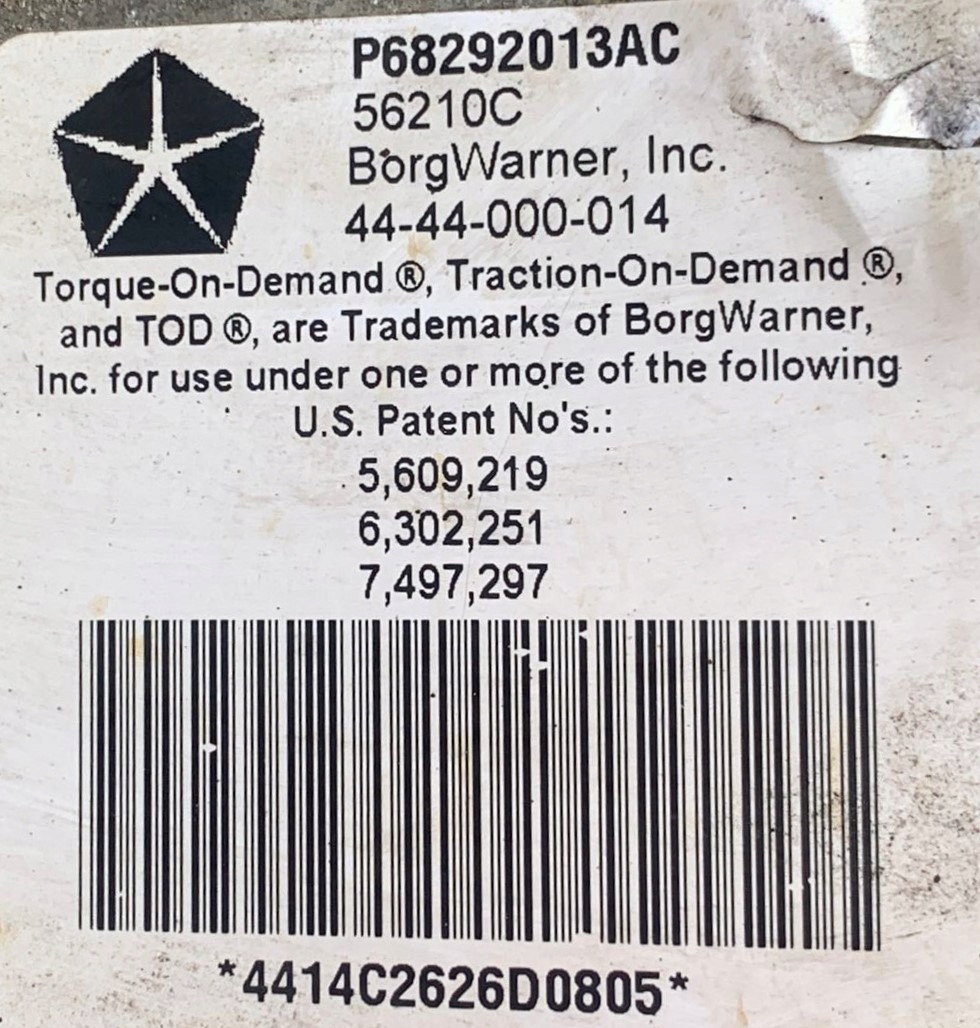 P68292013AC
56210C
BorgWarner, Inc.
44-44-000-014
Torque-On-Demand ®, Traction-On-Demand ®,
and TOD ®, are Trademarks of BorgWarner,
Inc. for use under one or more of the following
U.S. Patent No's.:
5,609,219
6,302,251
7,497,297
*4414C2626D0805*